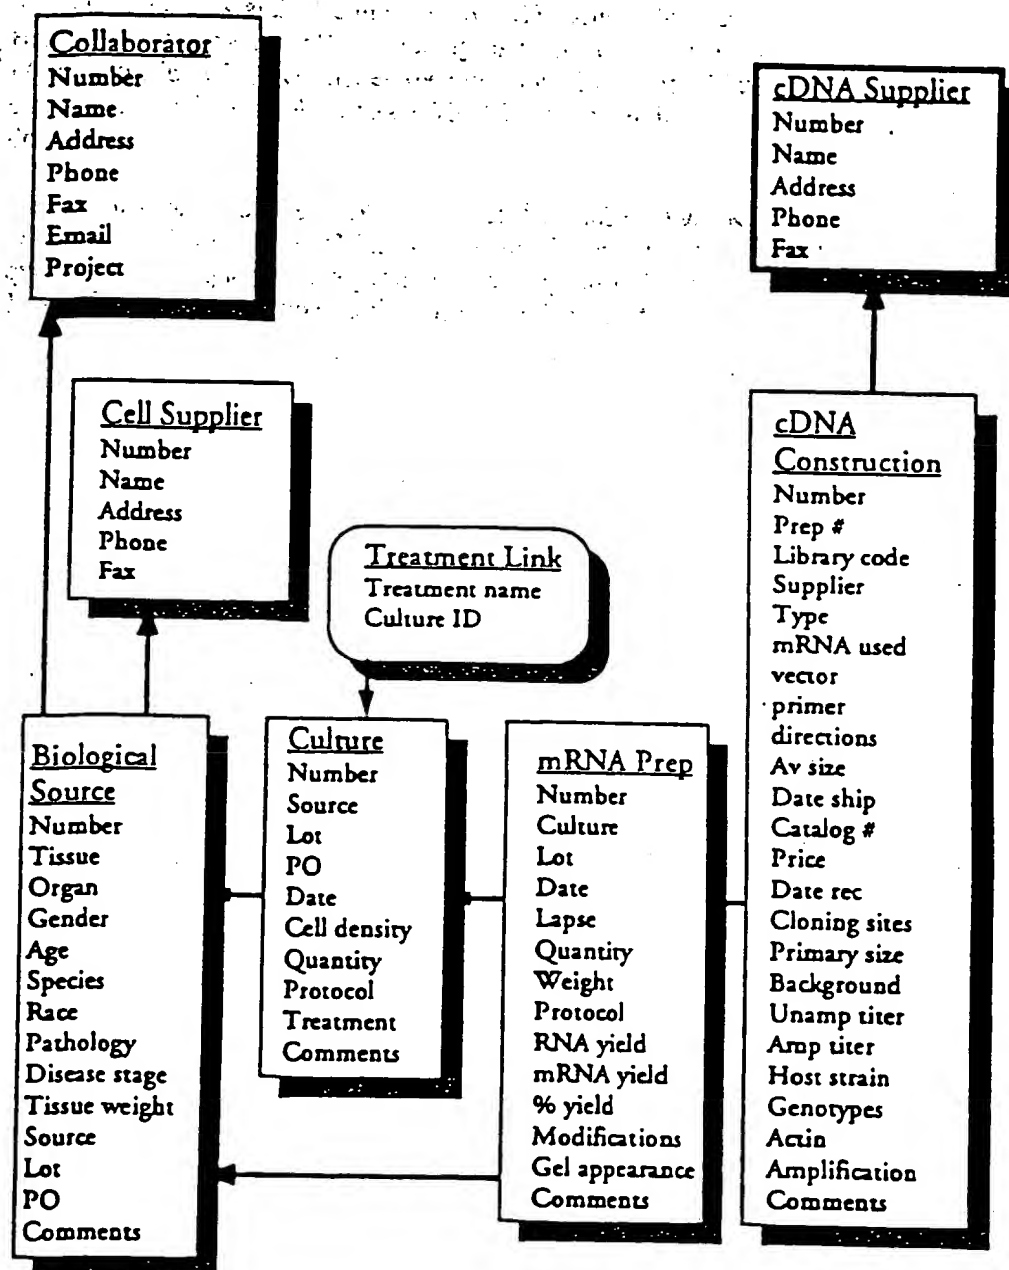 Collaborator
Number
Name
Address
Phone
Fax
Email
Project
cDNA Supplier
Number
Name
Address
Phone
Fax
Cell Supplier
Number
Name
Address
Phone
Fax
Treatment Link
Treatment name
Culture ID
Biological
Source
Number
Tissue
Organ
Gender
Age
Species
Race
Pathology
Disease stage
Tissue weight
Source
Lot
PO
Comments
Culture
Number
Source
Lot
PO
Date
Cell density
Quantity
Protocol
Treatment
Comments
mRNA Prep
Number
Culture
Lot
Date
Lapse
Quantity
Weight
Protocol
RNA yield
mRNA yield
% yield
Modifications
Gel appearance
Comments
cDNA
Construction
Number
Prep #
Library code
Supplier
Type
mRNA used
vector
primer
directions
Av size
Date ship
Catalog #
Price
Date rec
Cloning sites
Primary size
Background
Unamp titer
Amp titer
Host strain
Genotypes
Actin
Amplification
Comments